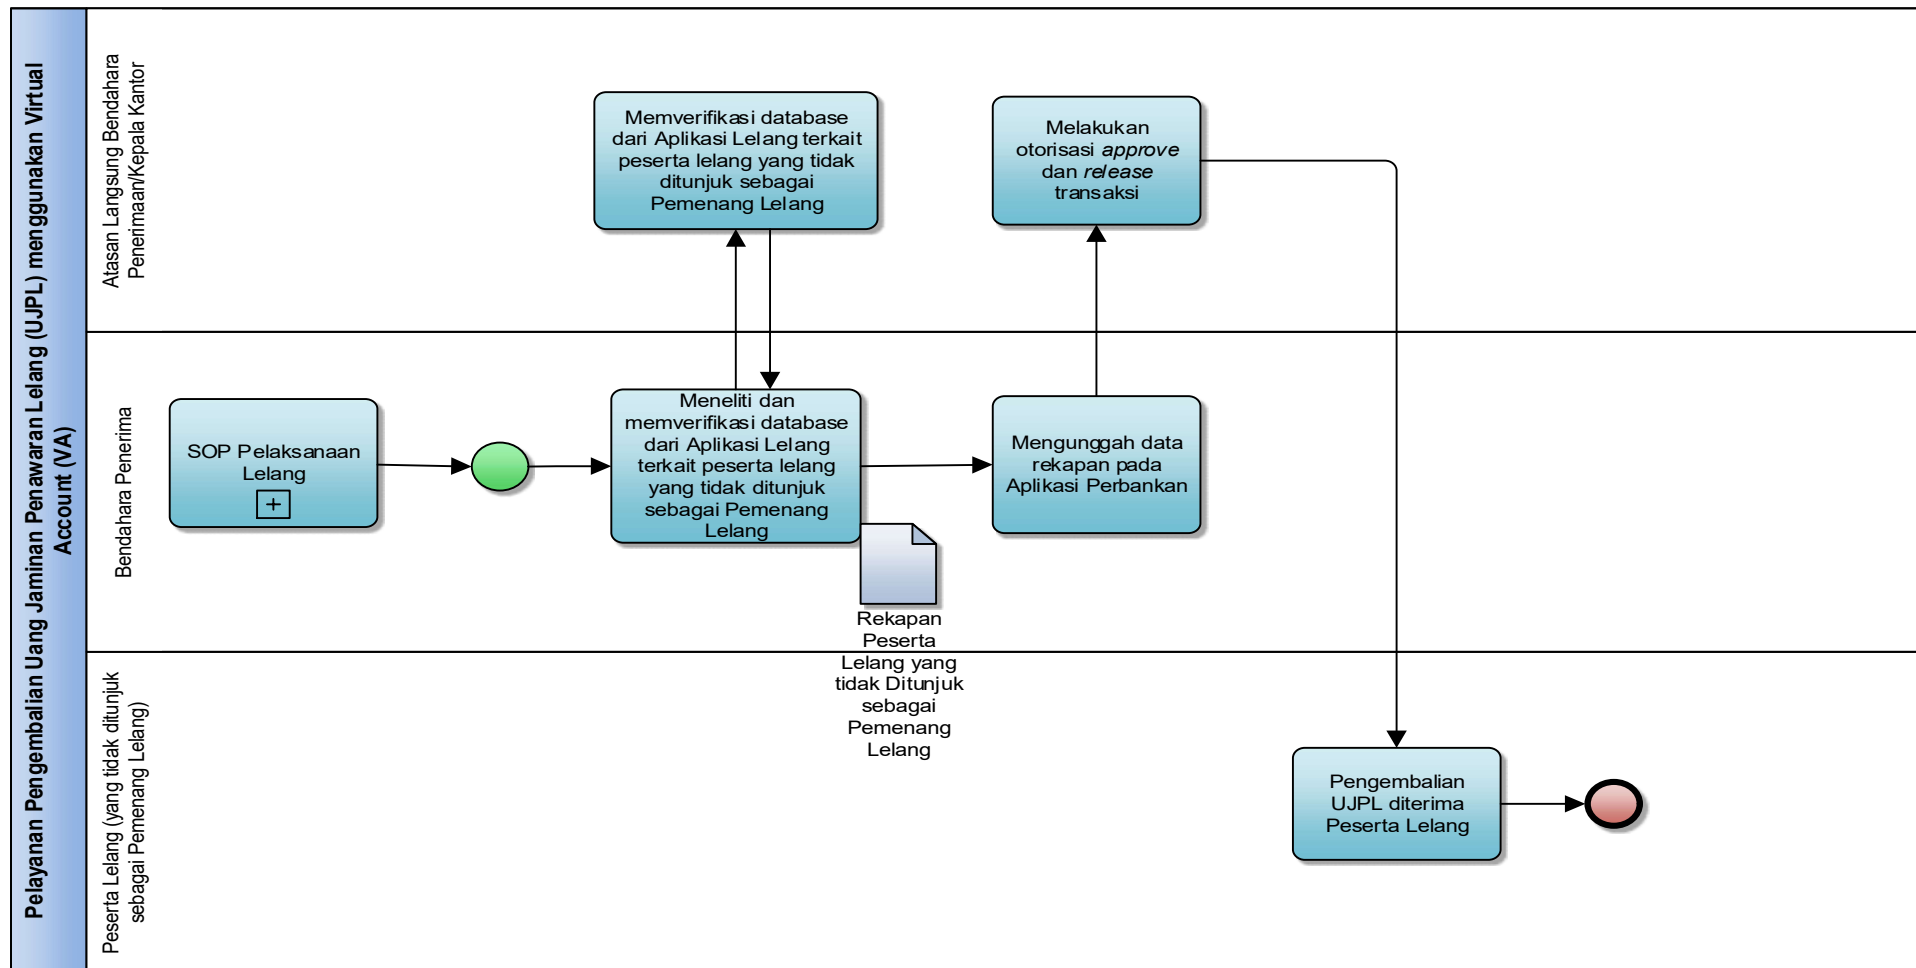 Pelayanan Pengembalian Uang Jaminan Penawaran Lelang (UJPL) menggunakan Virtual
Account (VA)
Atasan Langsung Bendahara
Penerimaan/Kepala Kantor
Memverifikasi database
dari Aplikasi Lelang terkait
peserta lelang yang tidak
ditunjuk sebagai
Pemenang Lelang
Melakukan
otorisasi approve
dan release
transaksi
Bendahara Penerima
SOP Pelaksanaan
Lelang
Meneliti dan
memverifikasi database
dari Aplikasi Lelang
terkait peserta lelang
yang tidak ditunjuk
sebagai Pemenang
Lelang
Mengunggah data
rekapan pada
Aplikasi Perbankan
Rekapan
Peserta
Lelang yang
tidak Ditunjuk
sebagai
Pemenang
Lelang
Peserta Lelang (yang tidak ditunjuk
sebagai Pemenang Lelang)
Pengembalian
UJPL diterima
Peserta Lelang